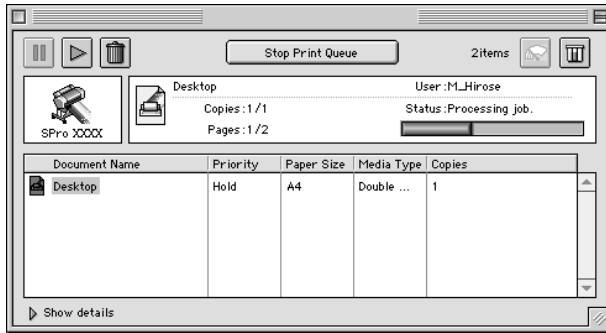 Stop Print Queue
2items
Desktop
User:M_Hirose
Copies:1/1
Status:Processing job.
SPro XXXX
Pages:1/2
Document Name Priority Paper Size Media Type Copies
Desktop Hold A4 Double ... 1
Show details